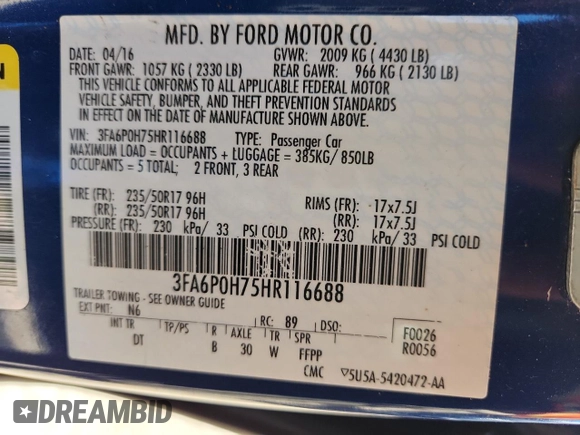 MFD. BY FORD MOTOR CO.
DATE: 04/16 GVWR: 2009 KG ( 4430 LB)
FRONT GAWR: 1057 KG ( 2330 LB) REAR GAWR: 966 KG ( 2130 LB)
THIS VEHICLE CONFORMS TO ALL APPLICABLE FEDERAL MOTOR
VEHICLE SAFETY, BUMPER, AND THEFT PREVENTION STANDARDS
IN EFFECT ON THE DATE OF MANUFACTURE SHOWN ABOVE.
VIN: 3FA6P0H75HR116688 TYPE: Passenger Car
MAXIMUM LOAD = OCCUPANTS + LUGGAGE = 385KG/ 850LB
OCCUPANTS = 5 TOTAL; 2 FRONT, 3 REAR
TIRE (FR): 235/50R17 96H RIMS (FR): -17x7.5J
(RR): 235/50R17 96H (RR): 17x7.5J
PRESSURE (FR): 230 kPa/ 33 PSI COLD (RR): 230 kPa/ 33 PSI COLD
3FA6P0H75HR116688
TRAILER TOWING - SEE OWNER GUIDE
EXT PNT: N6 RC: 89 DSO:
INT TR TP/PS R AXLE TR SPR F0026
DT B 30 W FFPP R0056
CMC ▽5U5A-5420472-AA
N
DREAMBID